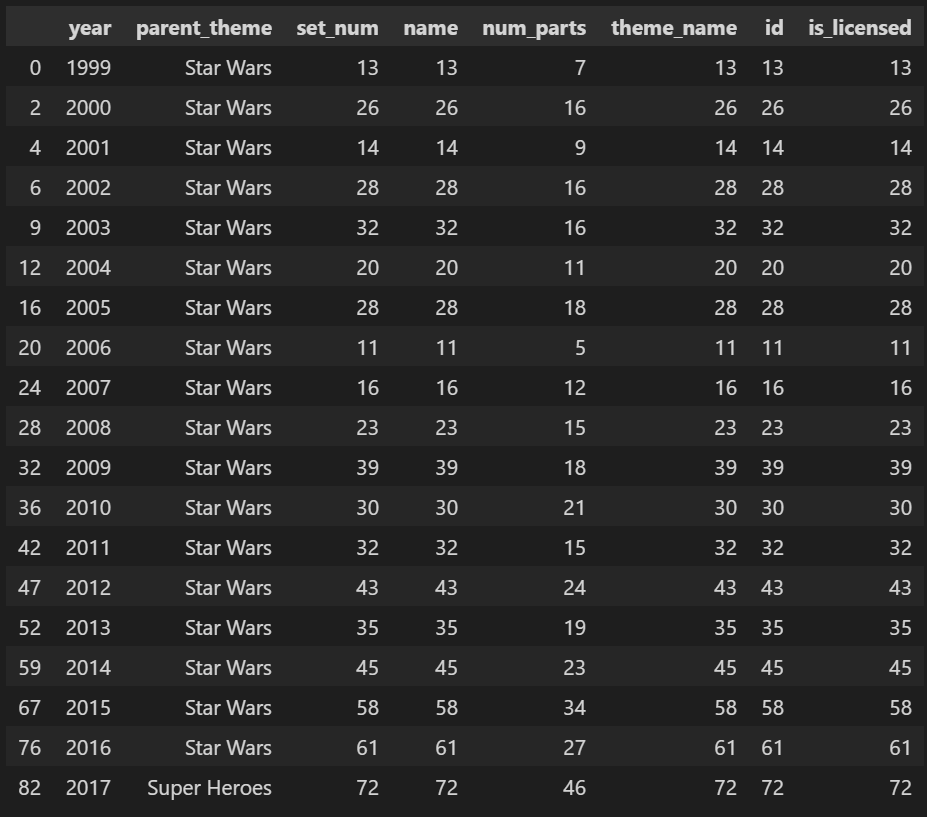 year parent_theme set_num name num_parts theme_name id is_licensed
0 1999 Star Wars 13 13 7 13 13 13
2 2000 Star Wars 26 26 16 26 26 26
4 2001 Star Wars 14 14 9 14 14 14
6 2002 Star Wars 28 28 16 28 28 28
9 2003 Star Wars 32 32 16 32 32 32
12 2004 Star Wars 20 20 11 20 20 20
16 2005 Star Wars 28 28 18 28 28 28
20 2006 Star Wars 11 11 5 11 11 11
24 2007 Star Wars 16 16 12 16 16 16
28 2008 Star Wars 23 23 15 23 23 23
32 2009 Star Wars 39 39 18 39 39 39
36 2010 Star Wars 30 30 21 30 30 30
42 2011 Star Wars 32 32 15 32 32 32
47 2012 Star Wars 43 43 24 43 43 43
52 2013 Star Wars 35 35 19 35 35 35
59 2014 Star Wars 45 45 23 45 45 45
67 2015 Star Wars 58 58 34 58 58 58
76 2016 Star Wars 61 61 27 61 61 61
82 2017 Super Heroes 72 72 46 72 72 72